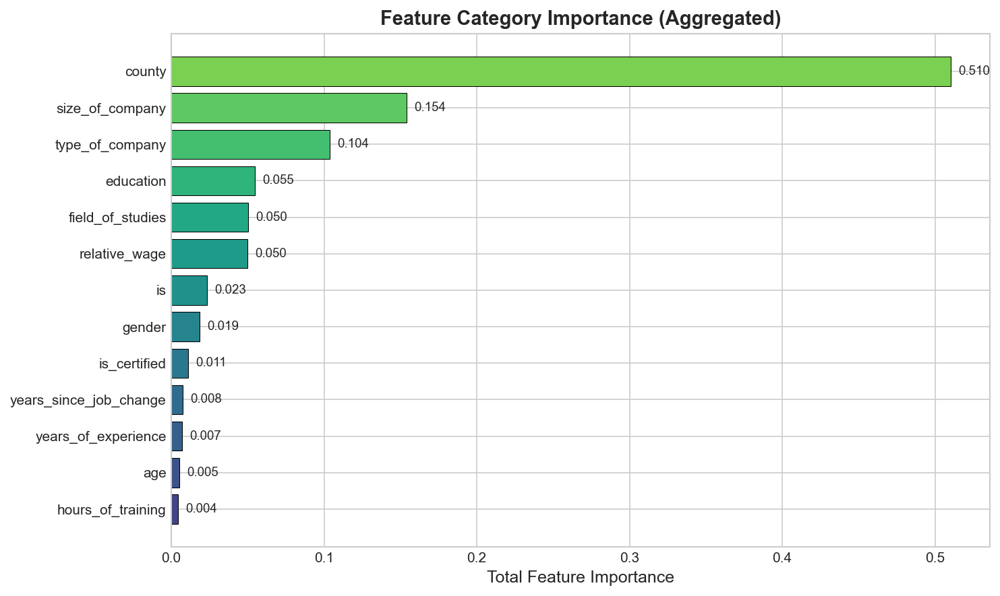 Feature Category Importance (Aggregated)
county 0.510
size_of_company 0.154
type_of_company 0.104
education 0.055
field_of_studies 0.050
relative_wage 0.050
is 0.023
gender 0.019
is_certified 0.011
years_since_job_change 0.008
years_of_experience 0.007
age 0.005
hours_of_training 0.004
0.0 0.1 0.2 0.3 0.4 0.5
Total Feature Importance